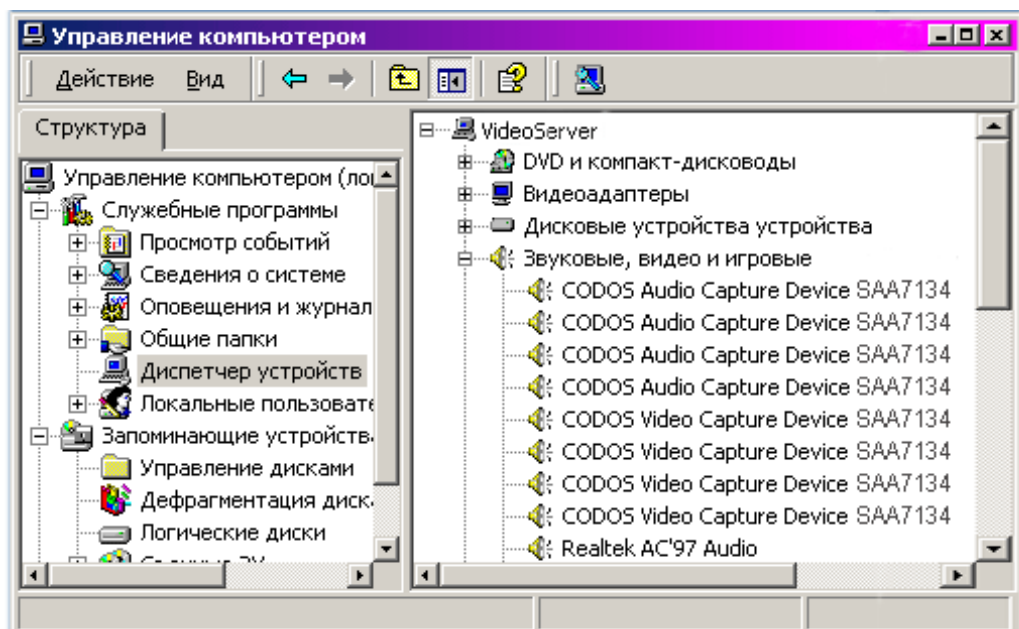 Управление компьютером
Действие Вид
Структура
Управление компьютером (ло
Служебные программы
Просмотр событий
Сведения о системе
Оповещения и журнал
Общие папки
Диспетчер устройств
Локальные пользовате
Запоминающие устройств
Управление дисками
Дефрагментация диск
Логические диски
VideoServer
DVD и компакт-дисководы
Видеоадаптеры
Дисковые устройства устройства
Звуковые, видео и игровые
CODOS Audio Capture Device SAA7134
CODOS Audio Capture Device SAA7134
CODOS Audio Capture Device SAA7134
CODOS Audio Capture Device SAA7134
CODOS Video Capture Device SAA7134
CODOS Video Capture Device SAA7134
CODOS Video Capture Device SAA7134
CODOS Video Capture Device SAA7134
Realtek AC'97 Audio